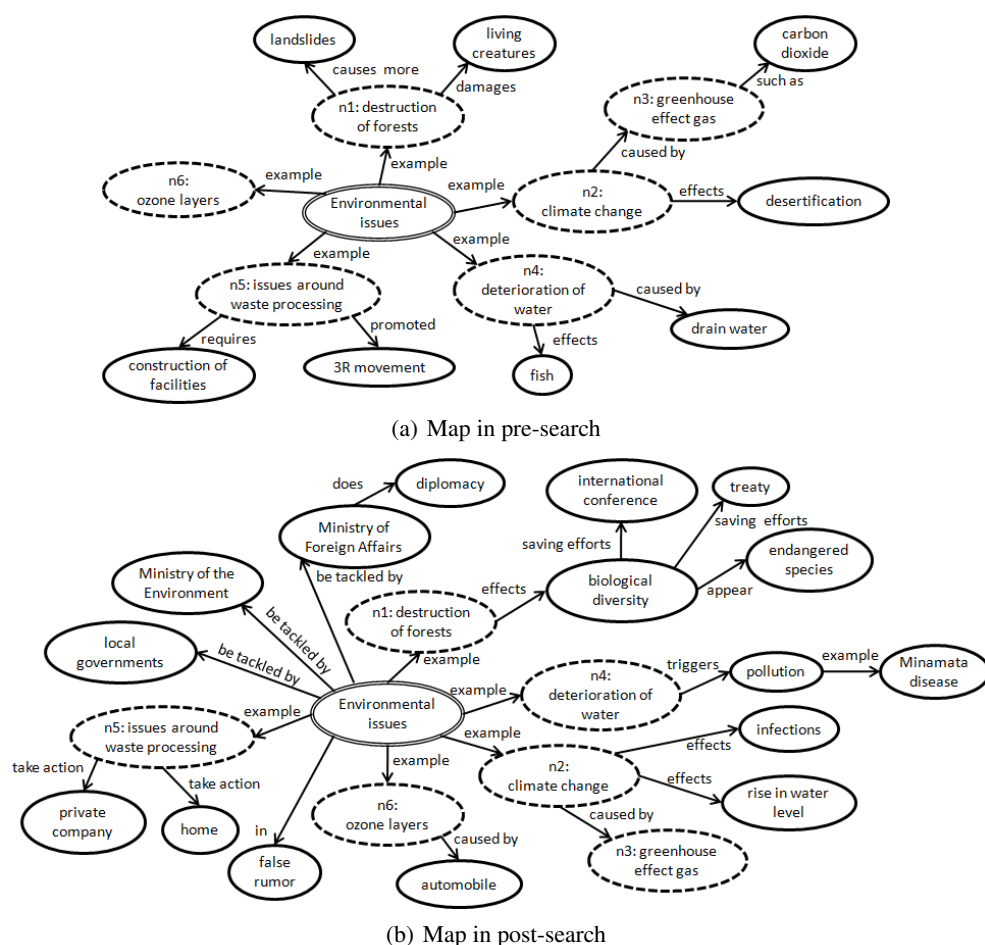 landslides
living
creatures
carbon
dioxide
causes more
damages
such as
n1: destruction
of forests
n3: greenhouse
effect gas
example
caused by
n6:
ozone layers
example
example
Environmental
issues
n2:
climate change
effects
desertification
example
example
n5: issues around
waste processing
n4:
deterioration of
water
caused by
requires
promoted
effects
drain water
construction of
facilities
3R movement
fish
(a) Map in pre-search
does
diplomacy
international
conference
treaty
Ministry of
Foreign Affairs
saving efforts
saving efforts
endangered
species
Ministry of the
Environment
be tackled by
effects
biological
diversity
appear
n1: destruction
of forests
be tackled by
local
governments
be tackled by
example
triggers
pollution
example
Minamata
disease
n4:
deterioration of
water
example
Environmental
issues
example
n5: issues around
waste processing
example
infections
effects
take action
take action
example
n2:
climate change
effects
rise in water
level
private
company
home
in
n6:
ozone layers
caused by
caused by
n3: greenhouse
effect gas
false
rumor
automobile
(b) Map in post-search